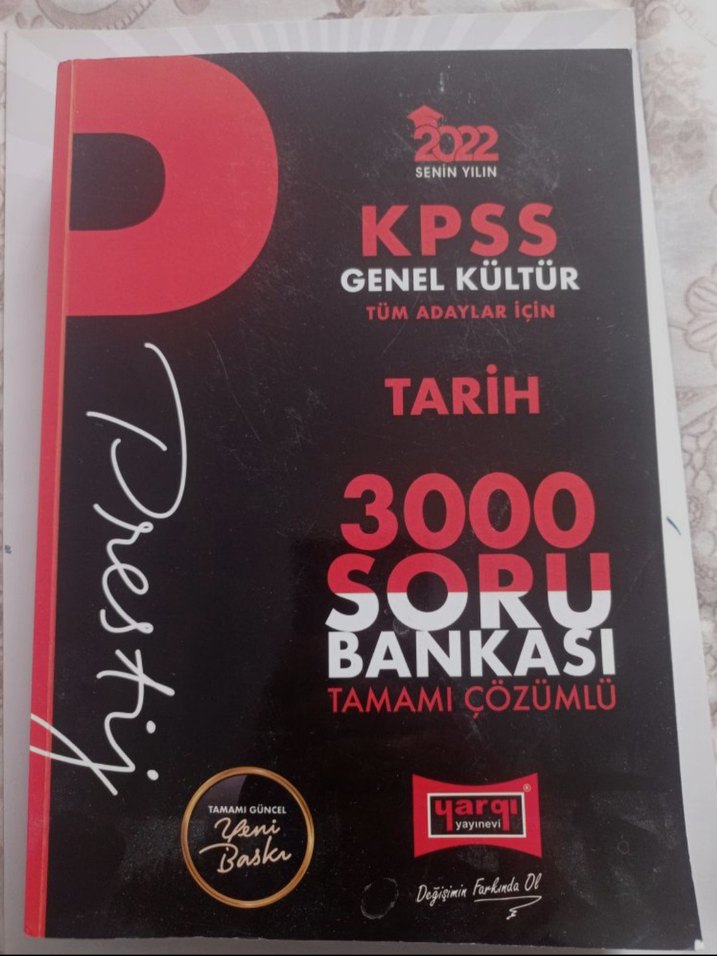 2022
SENİN YILIN
KPSS
GENEL KÜLTÜR
TÜM ADAYLAR İÇİN
TARİH
3000
SORU
BANKASI
TAMAMI ÇÖZÜMLÜ
Prestij
TAMAMI GÜNCEL
Yeni
Baskı
yargı
yayınevi
Değişimin Farkında Ol